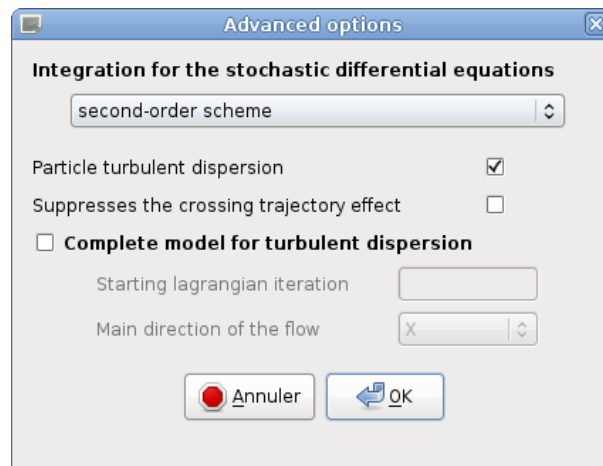 Advanced options
Integration for the stochastic differential equations
second-order scheme
Particle turbulent dispersion
Suppresses the crossing trajectory effect
Complete model for turbulent dispersion
Starting lagrangian iteration
Main direction of the flow X
Annuler OK